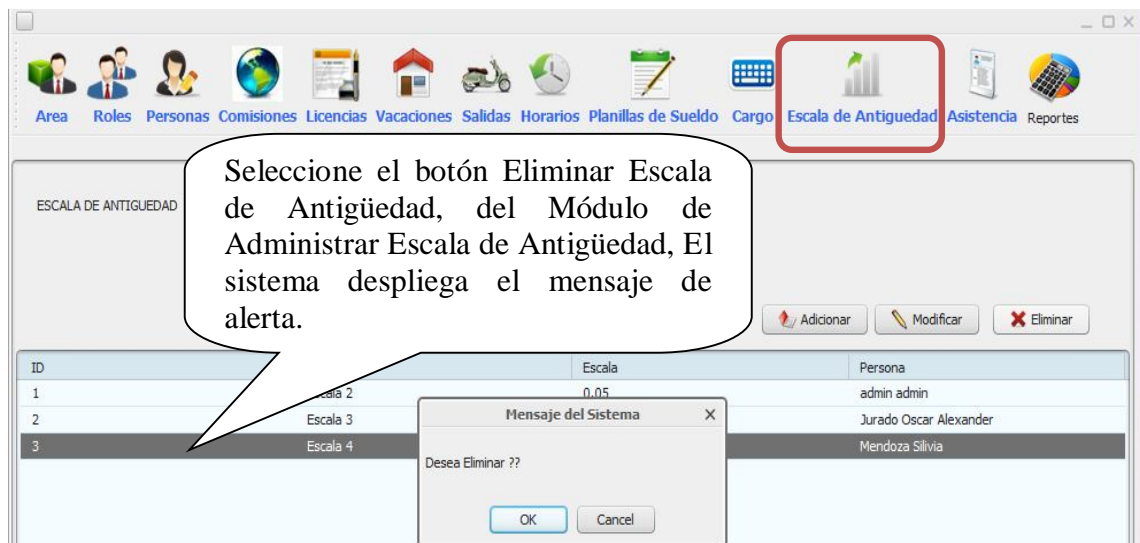 Area Roles Personas Comisiones Licencias Vacaciones Salidas Horarios Planillas de Sueldo Cargo Escala de Antiguedad Asistencia Reportes
Seleccione el botón Eliminar Escala
de Antigüedad, del Módulo de
Administrar Escala de Antigüedad, El
sistema despliega el mensaje de
alerta.
ESCALA DE ANTIGUEDAD
Adicionar Modificar Eliminar
ID Escala Persona
1 2 0.05 admin admin
2 Escala 3 Jurado Oscar Alexander
3 Escala 4 Mendoza Silivia
Mensaje del Sistema X
Desea Eliminar ??
OK Cancel